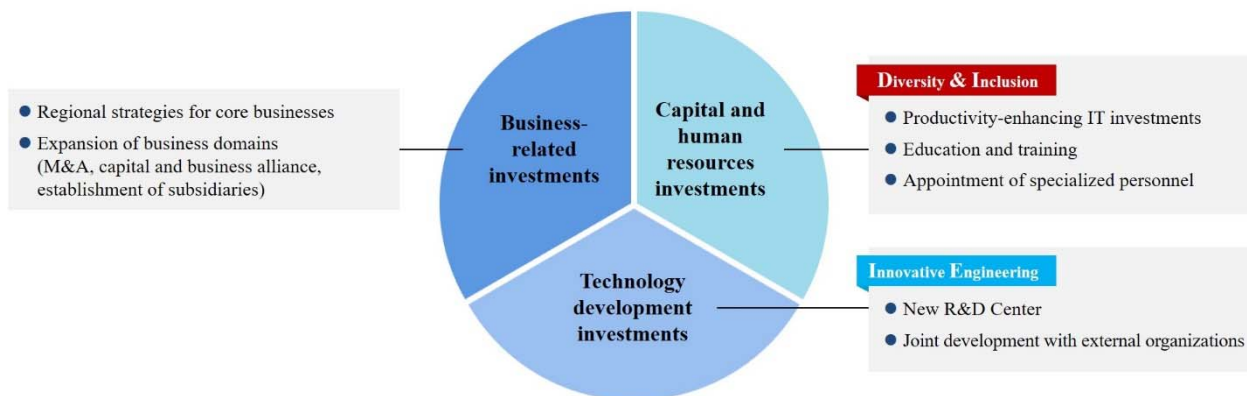 Regional strategies for core businesses
Expansion of business domains
(M&A, capital and business alliance,
establishment of subsidiaries)
Business-
related
investments
Capital and
human
resources
investments
Technology
development
investments
Diversity & Inclusion
Productivity-enhancing IT investments
Education and training
Appointment of specialized personnel
Innovative Engineering
New R&D Center
Joint development with external organizations